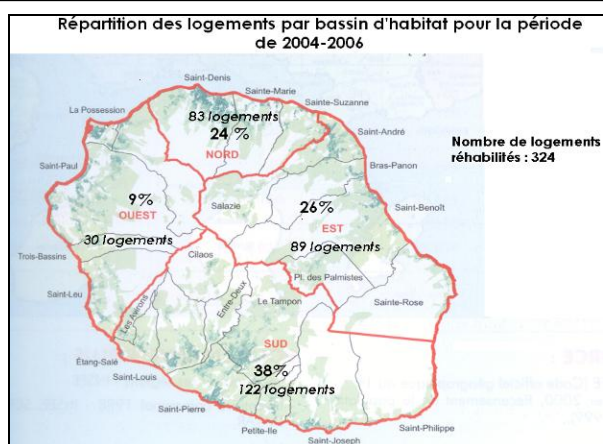 Répartition des logements par bassin d'habitat pour la période
de 2004-2006
Saint-Denis
Sainte-Marie
La Possession
83 logements
Sainte-Suzanne
24 %
NORD
Saint-André
Nombre de logements
réhabilités : 324
Saint-Paul
Bras-Panon
9%
Salazie
26%
Saint-Benoît
OUEST
EST
30 logements
89 logements
Cilaos
Trois-Bassins
Pl. des Palmistes
Saint-Leu
Les Avirons
Entre-Deux
Le Tampon
Sainte-Rose
SUD
Étang-Salé
38%
Saint-Louis
122 logements
Saint-Pierre
Petite-Ile
Saint-Joseph
Saint-Philippe